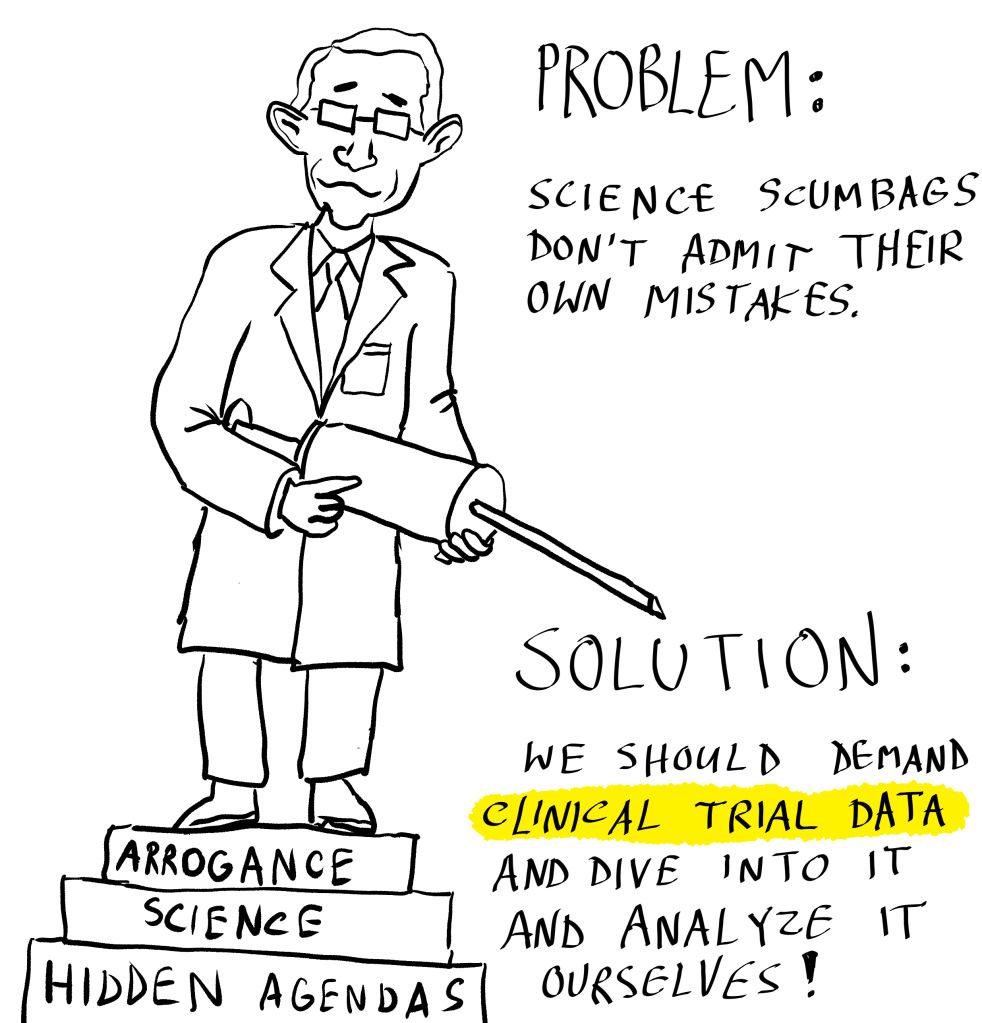 PROBLEM:
SCIENCE SCUMBAGS
DON'T ADMIT THEIR
OWN MISTAKES.
SOLUTION:
WE SHOULD DEMAND
CLINICAL TRIAL DATA
AND DIVE INTO IT
AND ANALYZE IT
OURSELVES!
ARROGANCE
SCIENCE
HIDDEN AGENDAS